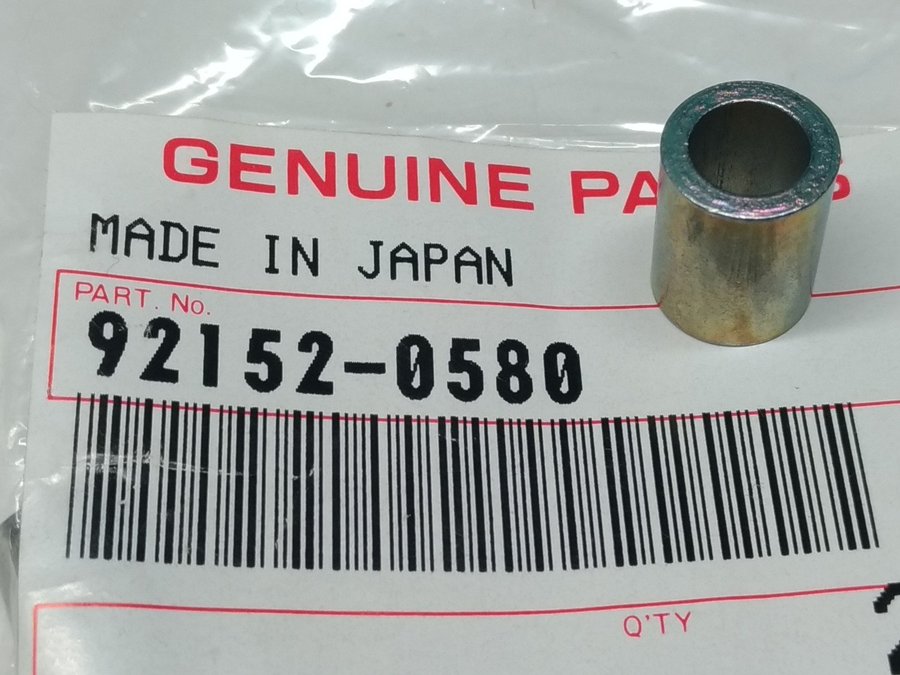 GENUINE PA S
MADE IN JAPAN
PART. No.
92152-0580
Q'TY